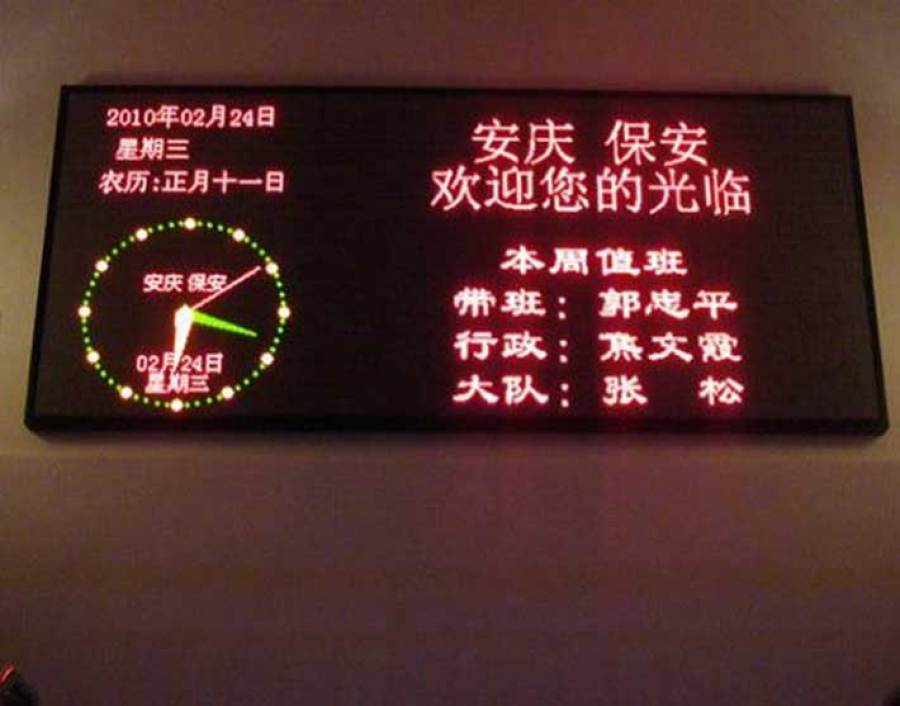 2010年02月24日
星期三
农历:正月十一日
安庆 保安
02月24日
星期三
安庆 保安
欢迎您的光临
本周值班
带班：郭忠平
行政：焦文霞
大队：张 松